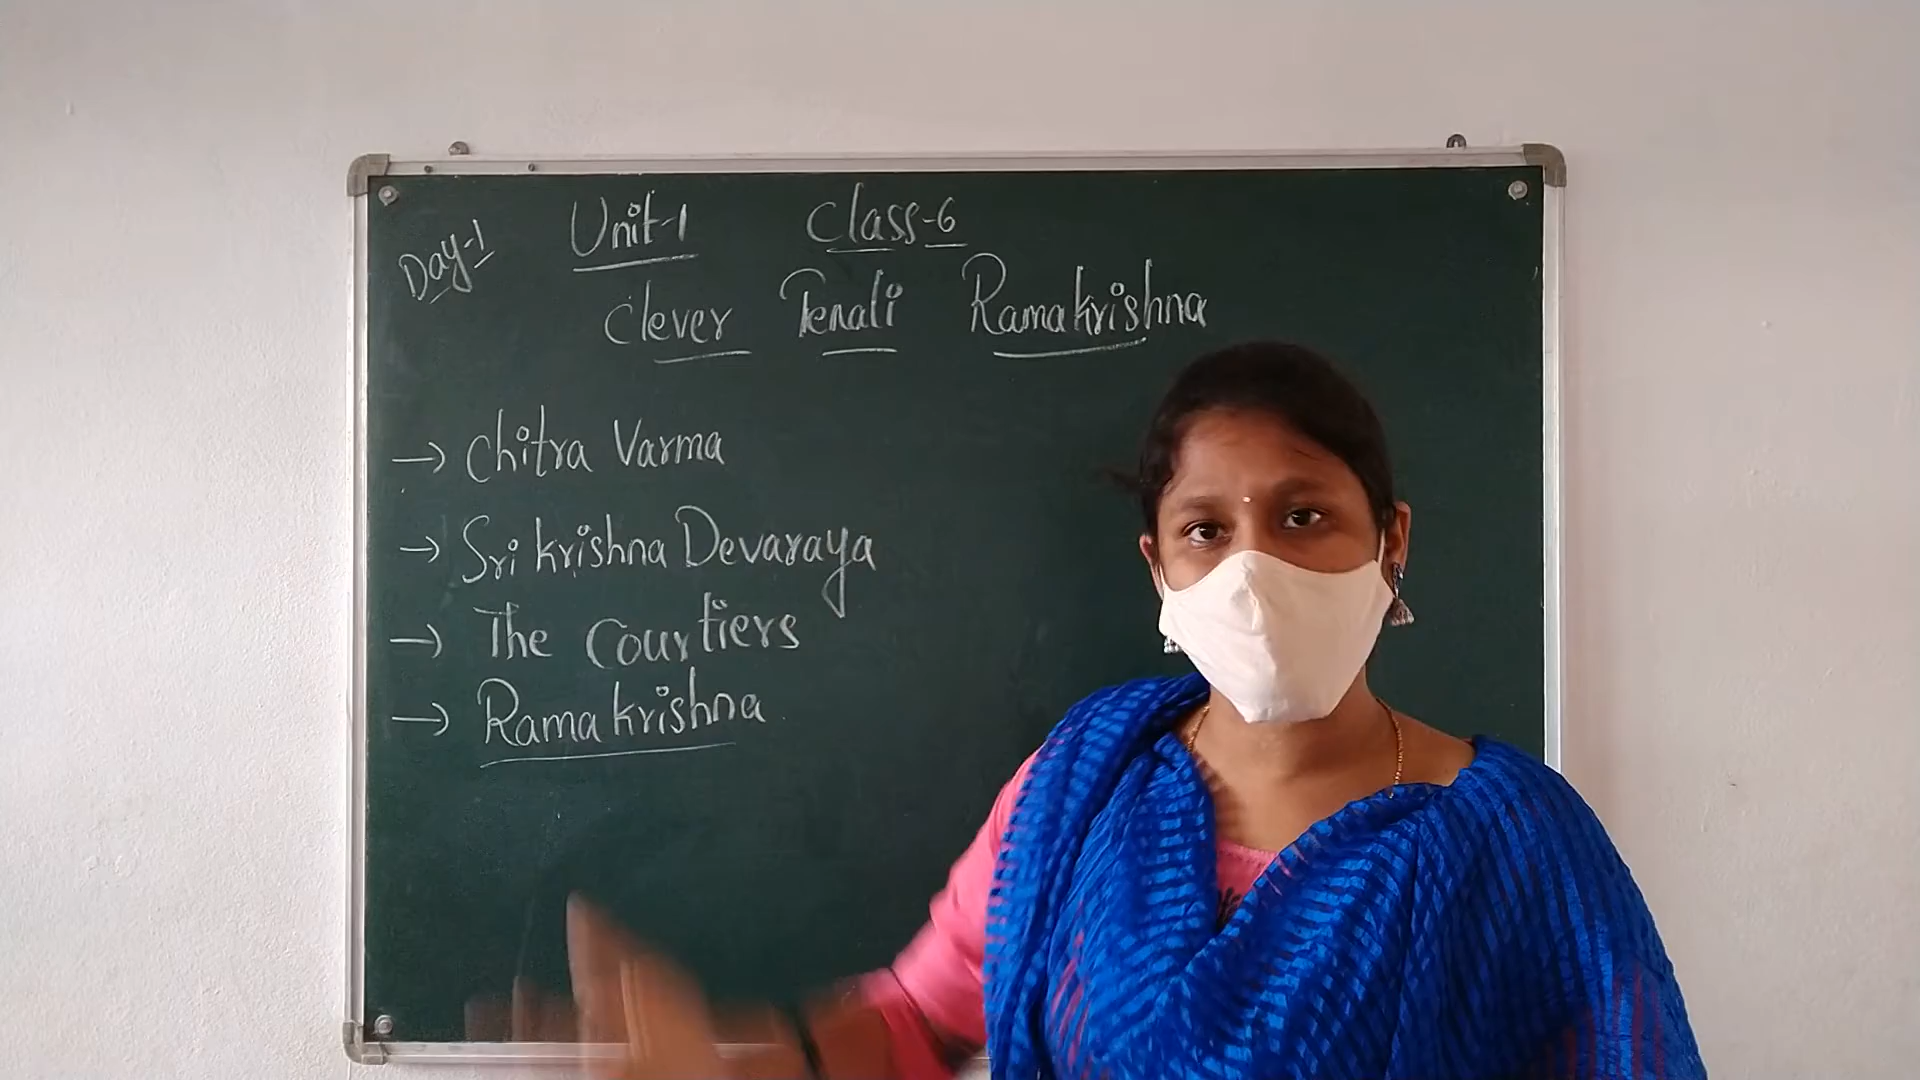 Day-1 Unit-1 Class-6
Clever Tenali Ramakrishna
→ Chitra Varma
→ Sri Krishna Devaraya
→ The Courtiers
→ Ramakrishna